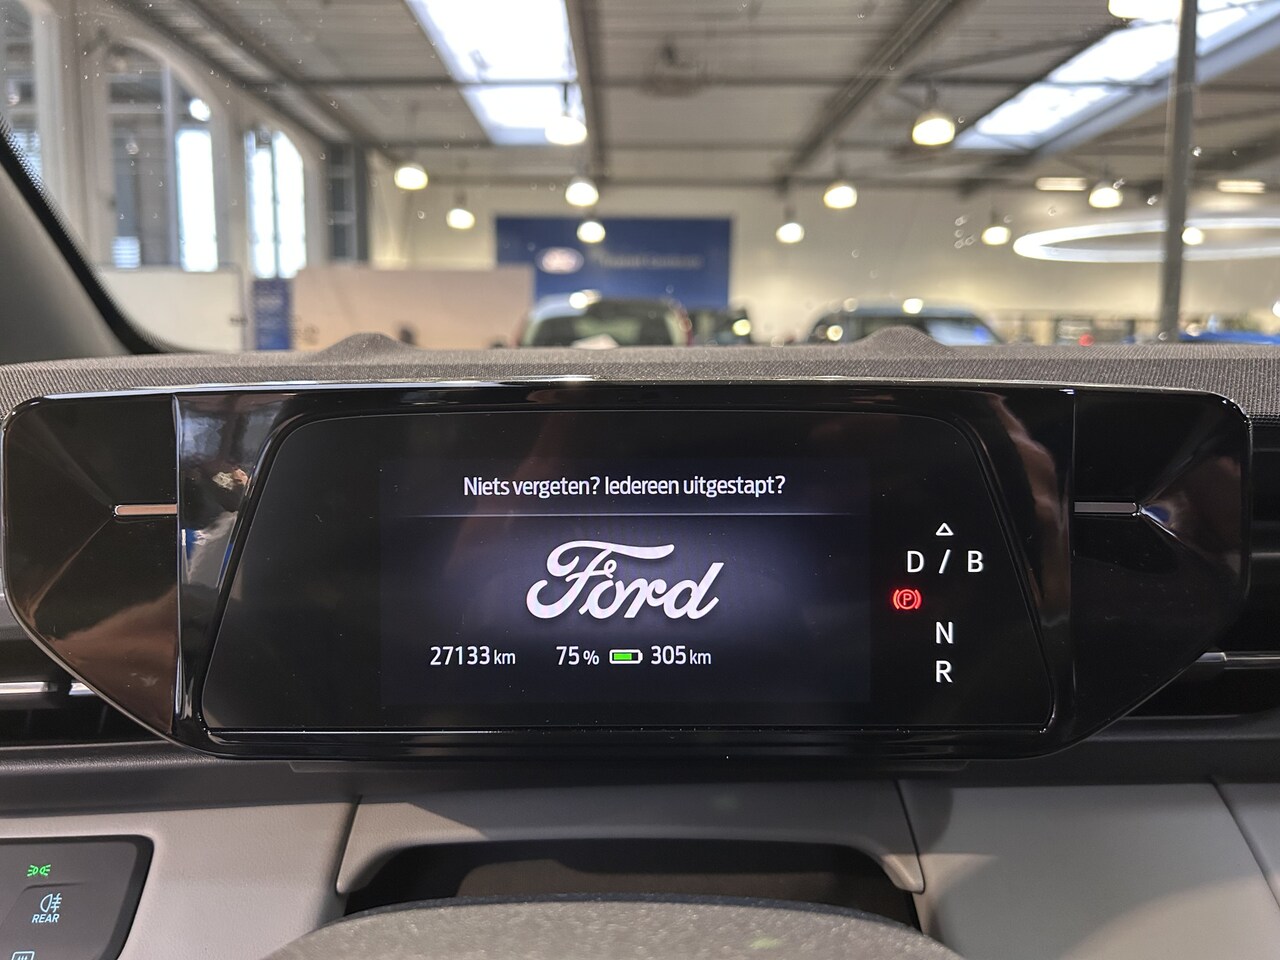 Niets vergeten? Iedereen uitgestapt?
Ford
27133 km 75% 305 km
D / B
P
N
R
REAR